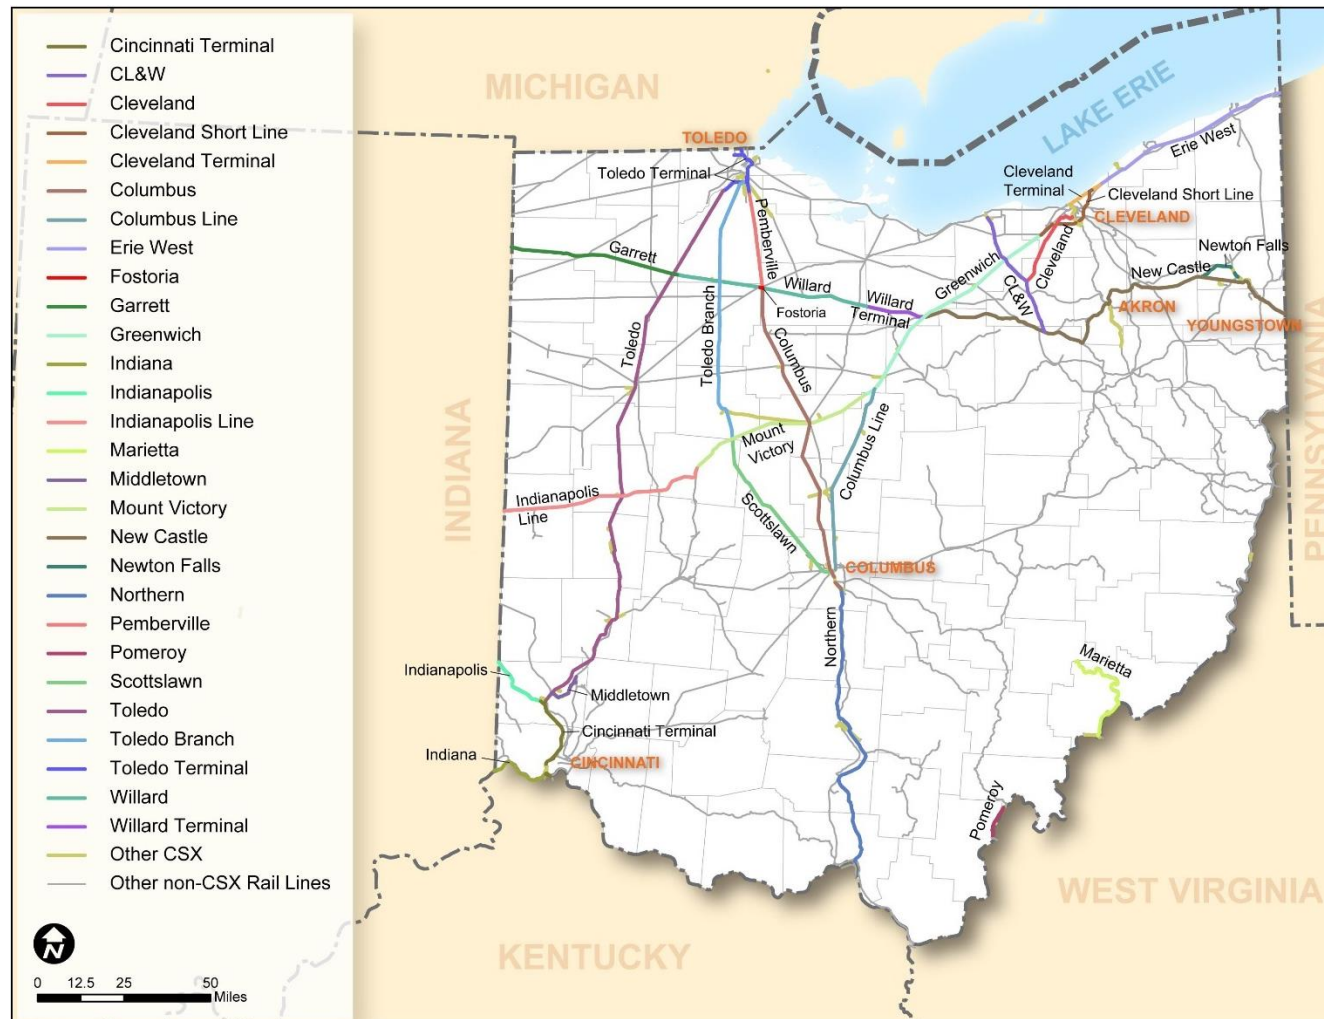 Cincinnati Terminal
CL&W
Cleveland
Cleveland Short Line
Cleveland Terminal
Columbus
Columbus Line
Erie West
Fostoria
Garrett
Greenwich
Indiana
Indianapolis
Indianapolis Line
Marietta
Middletown
Mount Victory
New Castle
Newton Falls
Northern
Pemberville
Pomeroy
Scottslawn
Toledo
Toledo Branch
Toledo Terminal
Willard
Willard Terminal
Other CSX
Other non-CSX Rail Lines
N
0 12.5 25 50
Miles
MICHIGAN
LAKE ERIE
TOLEDO
Toledo Terminal
Erie West
Cleveland
Terminal
Cleveland Short Line
CLEVELAND
Pemberville
Garrett
Willard
Willard
Terminal
Greenwich
CL&W
Cleveland
Newton Falls
New Castle
AKRON
YOUNGSTOWN
Fostoria
Toledo
Toledo Branch
Columbus
Columbus Line
Mount
Victory
INDIANA
PENNSYLVANIA
Indianapolis
Line
Scottslawn
COLUMBUS
Northern
Indianapolis
Middletown
Cincinnati Terminal
Indiana
CINCINNATI
Marietta
Pomeroy
WEST VIRGINIA
KENTUCKY